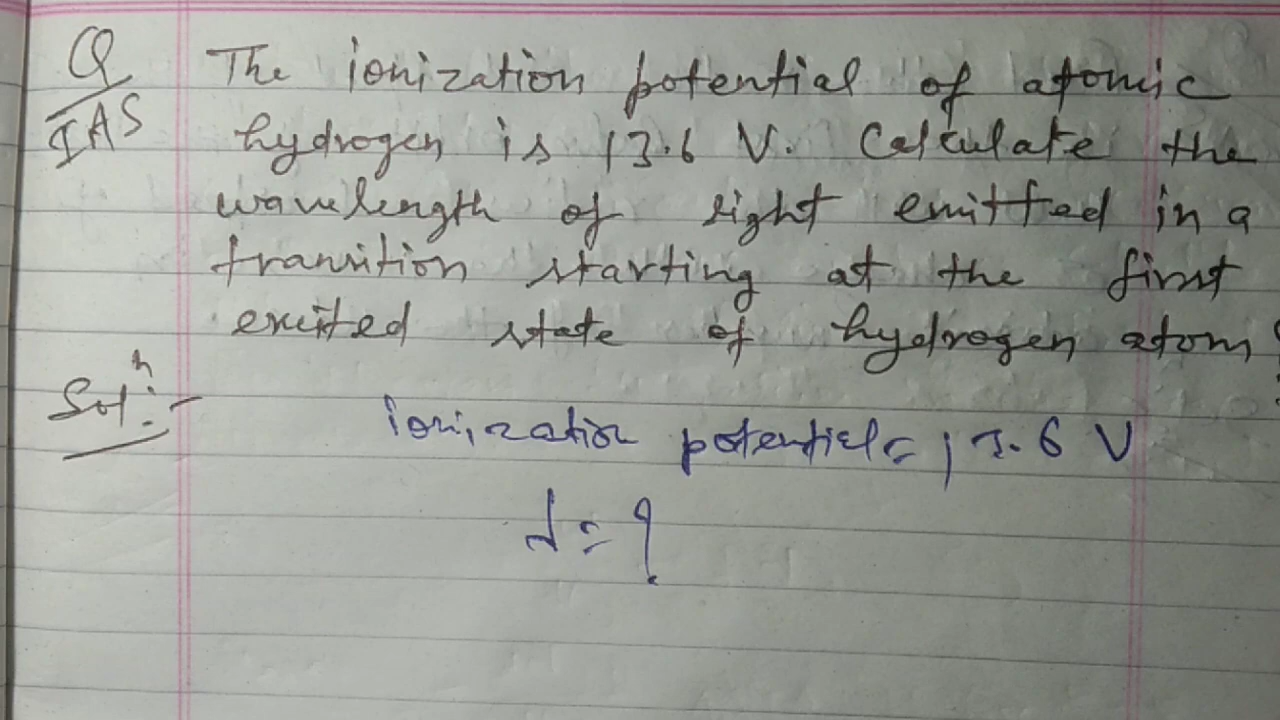 Q The ionization potential of atomic
IAS hydrogen is 13.6 V. Calculate the
wavelength of light emitted in a
transition starting at the first
excited state of hydrogen atom
Solⁿ:- ionization potential = 13.6 V
λ = ?